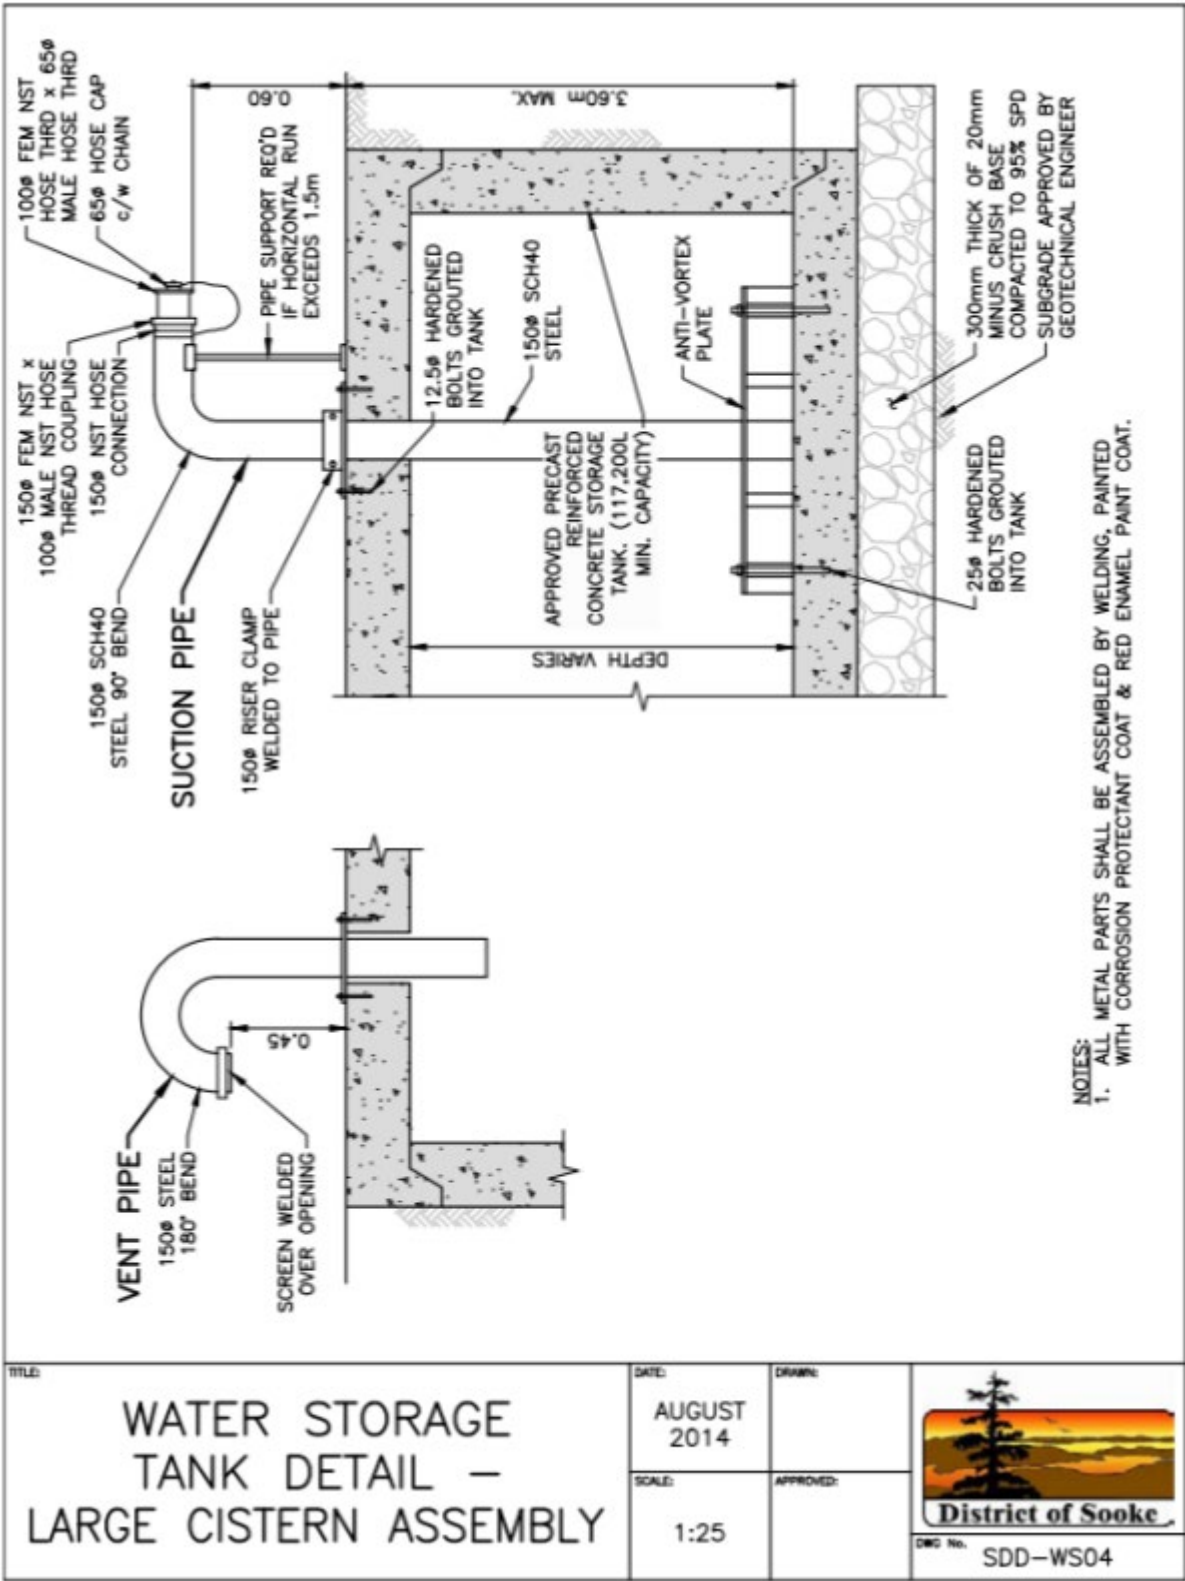 100ø FEM NST
HOSE THRD x 65ø
MALE HOSE THRD
65ø HOSE CAP
c/w CHAIN
150ø FEM NST x
100ø MALE NST HOSE
THREAD COUPLING
150ø NST HOSE
CONNECTION
150ø SCH40
STEEL 90° BEND
SUCTION PIPE
150ø RISER CLAMP
WELDED TO PIPE
0.60
3.60m MAX.
PIPE SUPPORT REQ'D
IF HORIZONTAL RUN
EXCEEDS 1.5m
12.5ø HARDENED
BOLTS GROUTED
INTO TANK
150ø SCH40
STEEL
APPROVED PRECAST
REINFORCED
CONCRETE STORAGE
TANK. (117,200L
MIN. CAPACITY)
ANTI-VORTEX
PLATE
DEPTH VARIES
300mm THICK OF 20mm
MINUS CRUSH BASE
COMPACTED TO 95% SPD
SUBGRADE APPROVED BY
GEOTECHNICAL ENGINEER
25ø HARDENED
BOLTS GROUTED
INTO TANK
VENT PIPE
150ø STEEL
180° BEND
SCREEN WELDED
OVER OPENING
0.45
NOTES:
1. ALL METAL PARTS SHALL BE ASSEMBLED BY WELDING, PAINTED
WITH CORROSION PROTECTANT COAT & RED ENAMEL PAINT COAT.
TITLE:
WATER STORAGE
TANK DETAIL –
LARGE CISTERN ASSEMBLY
DATE:
AUGUST
2014
DRAWN:
SCALE:
1:25
APPROVED:
District of Sooke
DWG No.
SDD-WS04